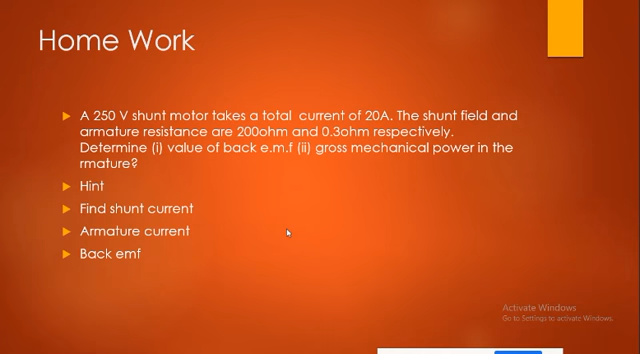 Home Work
A 250 V shunt motor takes a total current of 20A. The shunt field and
armature resistance are 200ohm and 0.3ohm respectively.
Determine (i) value of back e.m.f (ii) gross mechanical power in the
rmature?
Hint
Find shunt current
Armature current
Back emf
Activate Windows
Go to Settings to activate Windows.